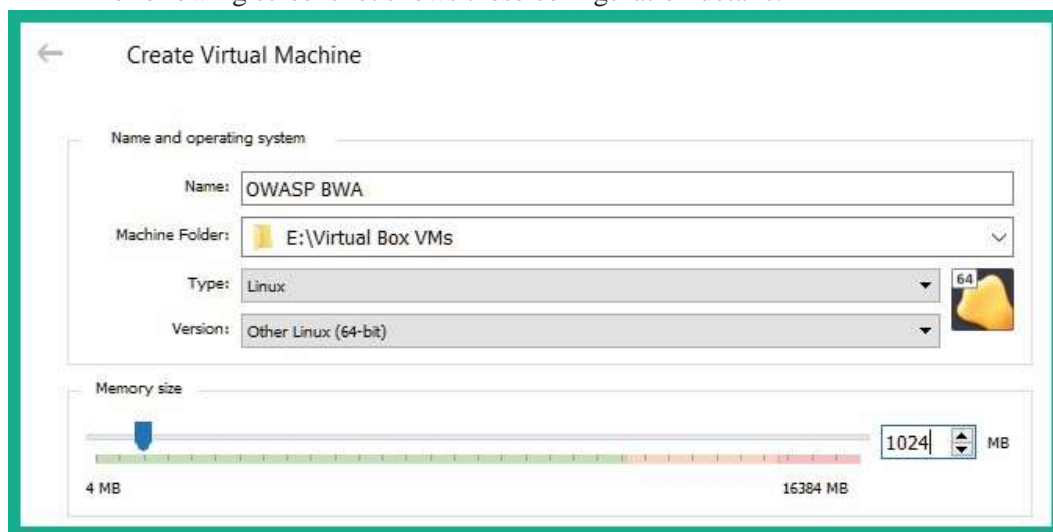 Create Virtual Machine
Name and operating system
Name: OWASP BWA
Machine Folder: E:\Virtual Box VMs
Type: Linux
64
Version: Other Linux (64-bit)
Memory size
1024 MB
4 MB 16384 MB